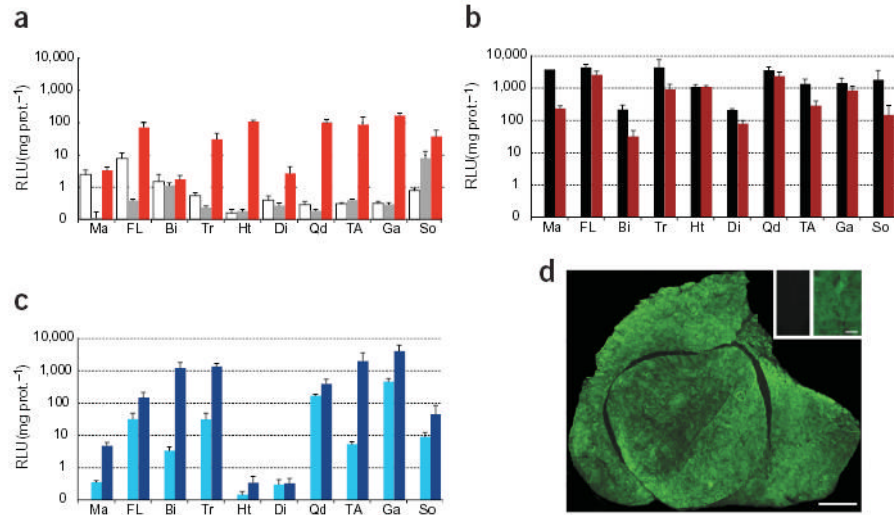 a
10,000
1,000
100
10
1
0
RLU(mg prot.⁻¹)
Ma FL Bi Tr Ht Di Qd TA Ga So
b
10,000
1,000
100
10
1
0
RLU(mg prot.⁻¹)
Ma FL Bi Tr Ht Di Qd TA Ga So
c
10,000
1,000
100
10
1
0
RLU(mg prot.⁻¹)
Ma FL Bi Tr Ht Di Qd TA Ga So
d